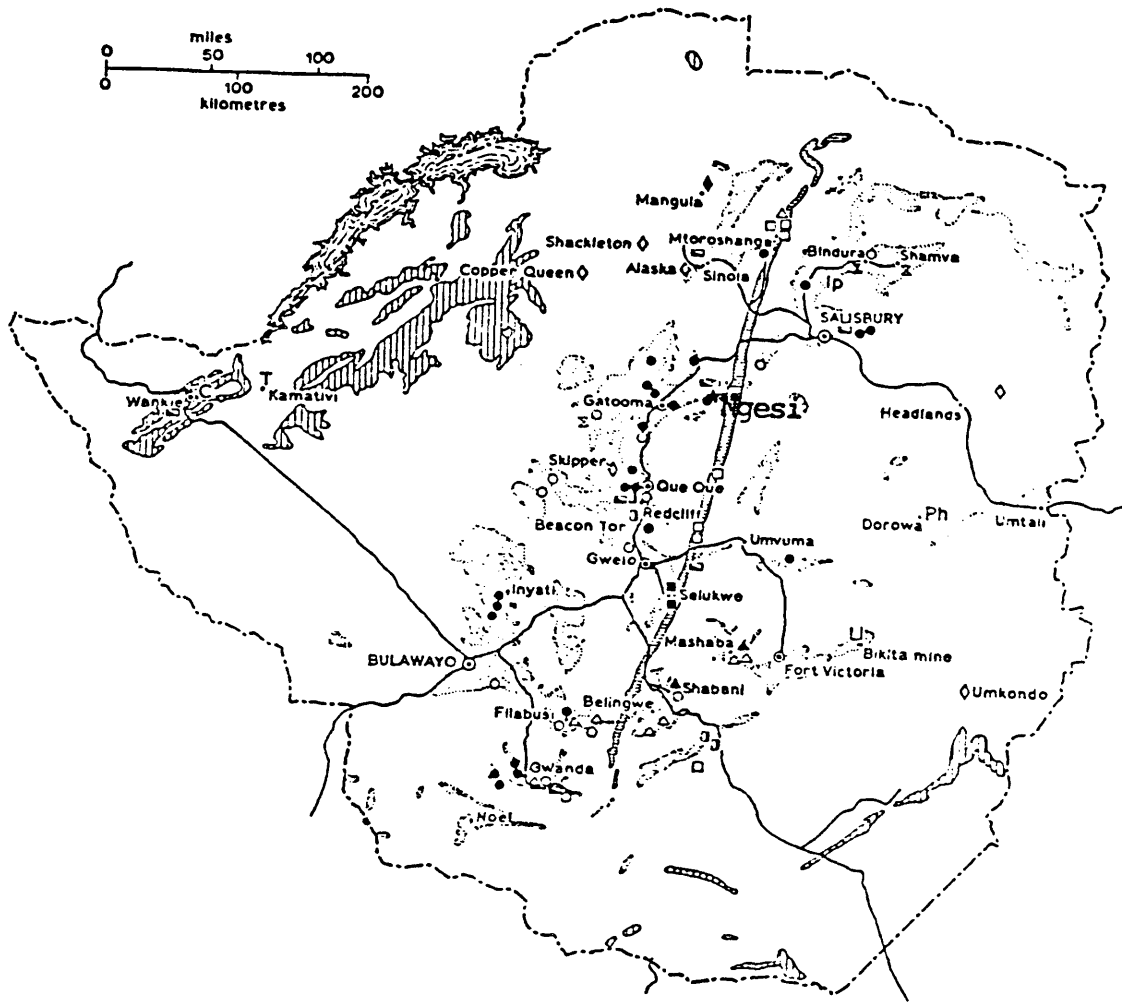 miles
0 50 100
0 100 200
kilometres
Mangula
Shackleton
Mtoroshanga
Bindura
Shamva
Copper Queen
Alaska
Sinoia
Ip
SALISBURY
T
Wankie
Kamativi
Gatooma
Ngesi
Headlands
Skipper
Que Que
Redcliff
Beacon Tor
Dorowa
Ph
Umtali
Umvuma
Gwelo
Inyati
Selukwe
Mashaba
Bikita mine
BULAWAYO
Fort Victoria
Shabani
Umkondo
Belingwe
Filabusi
Gwanda
Noel